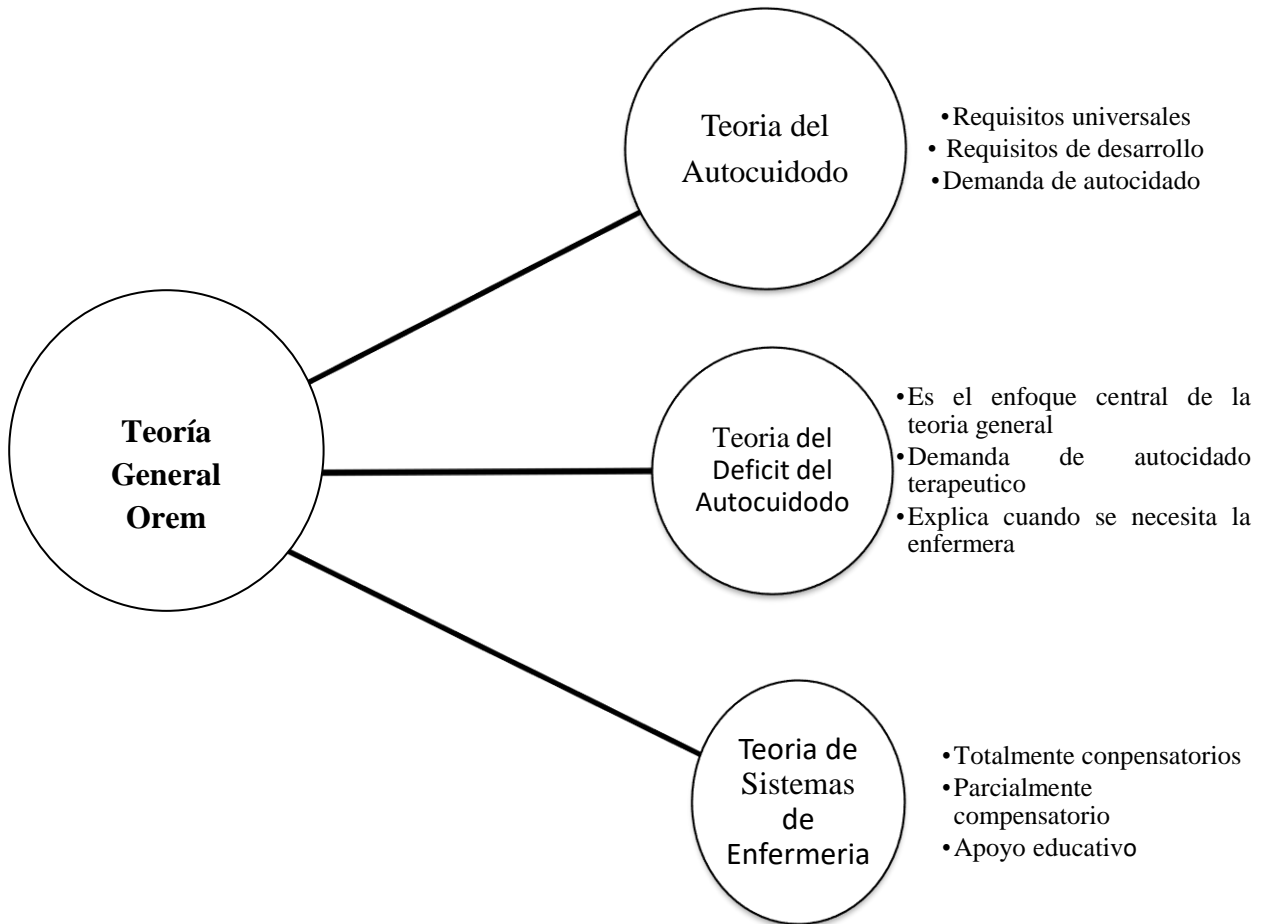 Teoria del
Autocuidodo
•Requisitos universales
• Requisitos de desarrollo
•Demanda de autocidado
Teoría
General
Orem
Teoria del
Deficit del
Autocuidodo
•Es el enfoque central de la
teoria general
•Demanda de autocidado
terapeutico
•Explica cuando se necesita la
enfermera
Teoria de
Sistemas
de
Enfermeria
•Totalmente conpensatorios
•Parcialmente
compensatorio
•Apoyo educativo